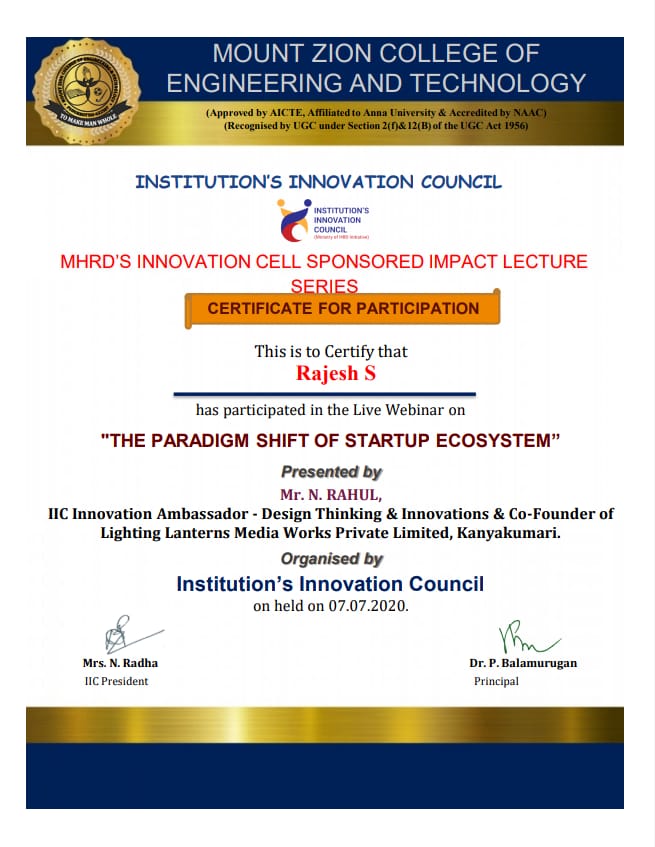 MOUNT ZION COLLEGE OF
ENGINEERING AND TECHNOLOGY
(Approved by AICTE, Affiliated to Anna University & Accredited by NAAC)
(Recognised by UGC under Section 2(f)&12(B) of the UGC Act 1956)
TO MAKE MAN WHOLE
INSTITUTION'S INNOVATION COUNCIL
INSTITUTION'S
INNOVATION
COUNCIL
(Ministry of HRD Initiative)
MHRD'S INNOVATION CELL SPONSORED IMPACT LECTURE
SERIES
CERTIFICATE FOR PARTICIPATION
This is to Certify that
Rajesh S
has participated in the Live Webinar on
"THE PARADIGM SHIFT OF STARTUP ECOSYSTEM”
Presented by
Mr. N. RAHUL,
IIC Innovation Ambassador - Design Thinking & Innovations & Co-Founder of
Lighting Lanterns Media Works Private Limited, Kanyakumari.
Organised by
Institution's Innovation Council
on held on 07.07.2020.
Mrs. N. Radha
IIC President
Dr. P. Balamurugan
Principal